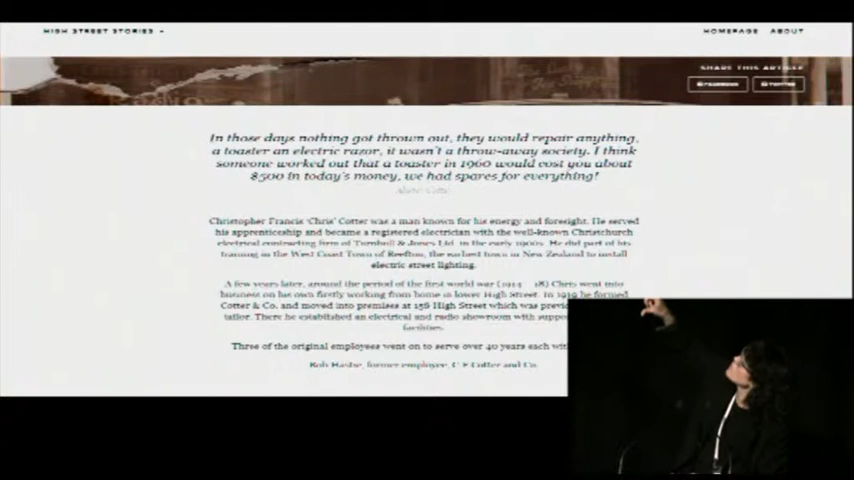 HIGH STREET STORIES
HOMEPAGE ABOUT
SHARE THIS ARTICLE
FACEBOOK TWITTER
In those days nothing got thrown out, they would repair anything,
a toaster an electric razor, it wasn't a throw-away society. I think
someone worked out that a toaster in 1960 would cost you about
$500 in today's money, we had spares for everything!
Christopher Francis 'Chris' Cotter was a man known for his energy and foresight. He served
his apprenticeship and became a registered electrician with the well-known Christchurch
electrical contracting firm of Turnbull & Jones Ltd. in the early 1900s. He did part of his
training in the West Coast Town of Reefton, the earliest town in New Zealand to install
electric street lighting.
A few years later, around the period of the first world war (1914 – 18) Chris went into
business on his own firstly working from home in lower High Street. In 1919 he formed
Cotter & Co. and moved into premises at 158 High Street which was
tailor. There he established an electrical and radio showroom with
facilities.
Three of the original employees went on to serve over 40 years each
former employee, C F Cotter and Co.